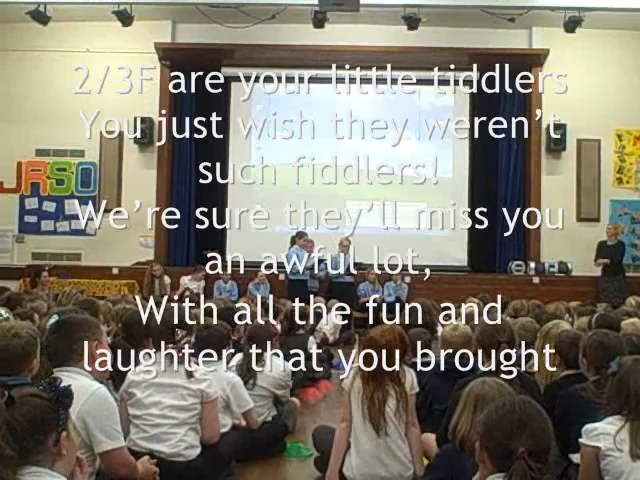 2/3F are your little tiddlers
You just wish they weren't
such fiddlers!
We're sure they'll miss you
an awful lot,
With all the fun and
laughter that you brought
JRSO